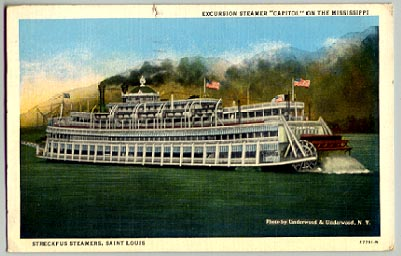 EXCURSION STEAMER "CAPITOL" ON THE MISSISSIPPI
Photo by Underwood & Underwood, N. Y.
STRECKFUS STEAMERS, SAINT LOUIS